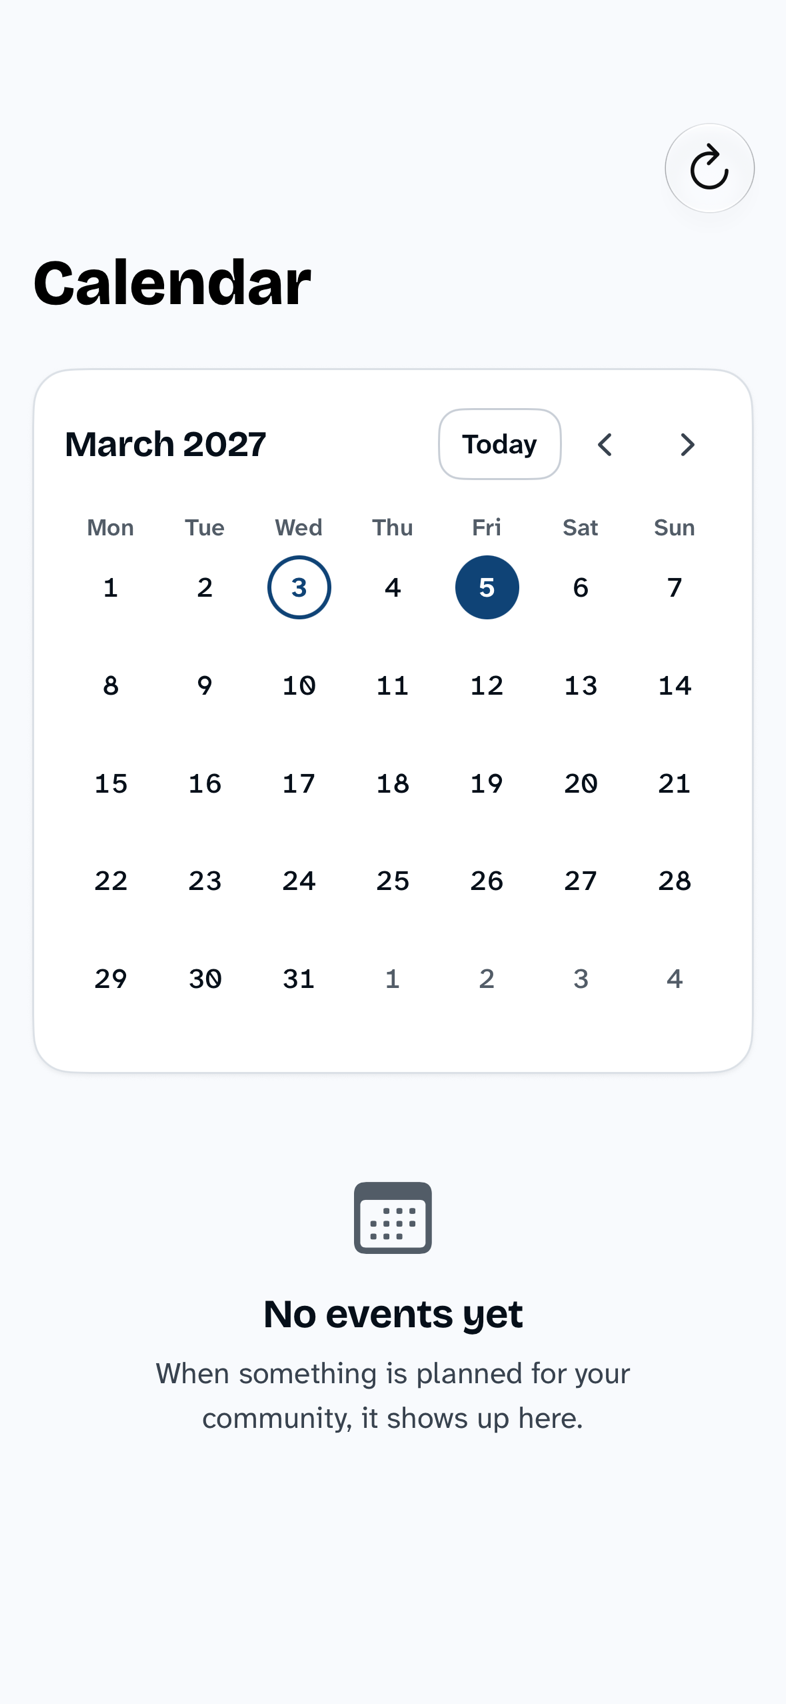 Calendar
March 2027 Today
Mon Tue Wed Thu Fri Sat Sun
1 2 3 4 5 6 7
8 9 10 11 12 13 14
15 16 17 18 19 20 21
22 23 24 25 26 27 28
29 30 31 1 2 3 4
No events yet
When something is planned for your
community, it shows up here.